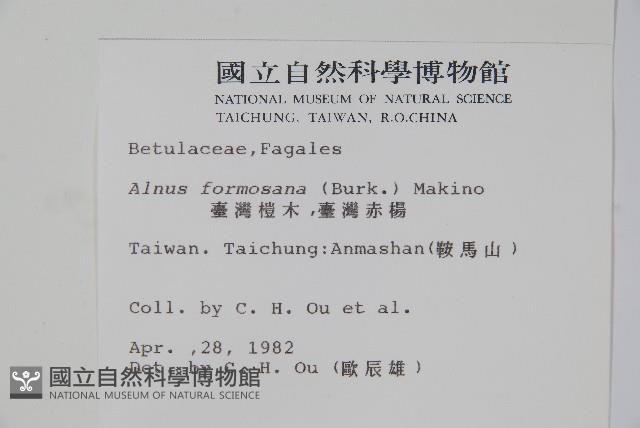 國立自然科學博物館
NATIONAL MUSEUM OF NATURAL SCIENCE
TAICHUNG, TAIWAN, R.O.CHINA
Betulaceae,Fagales
Alnus formosana (Burk.) Makino
臺灣榿木,臺灣赤楊
Taiwan. Taichung:Anmashan(鞍馬山)
Coll. by C. H. Ou et al.
Apr. ,28, 1982
Det. by C. H. Ou (歐辰雄)
國立自然科學博物館
NATIONAL MUSEUM OF NATURAL SCIENCE